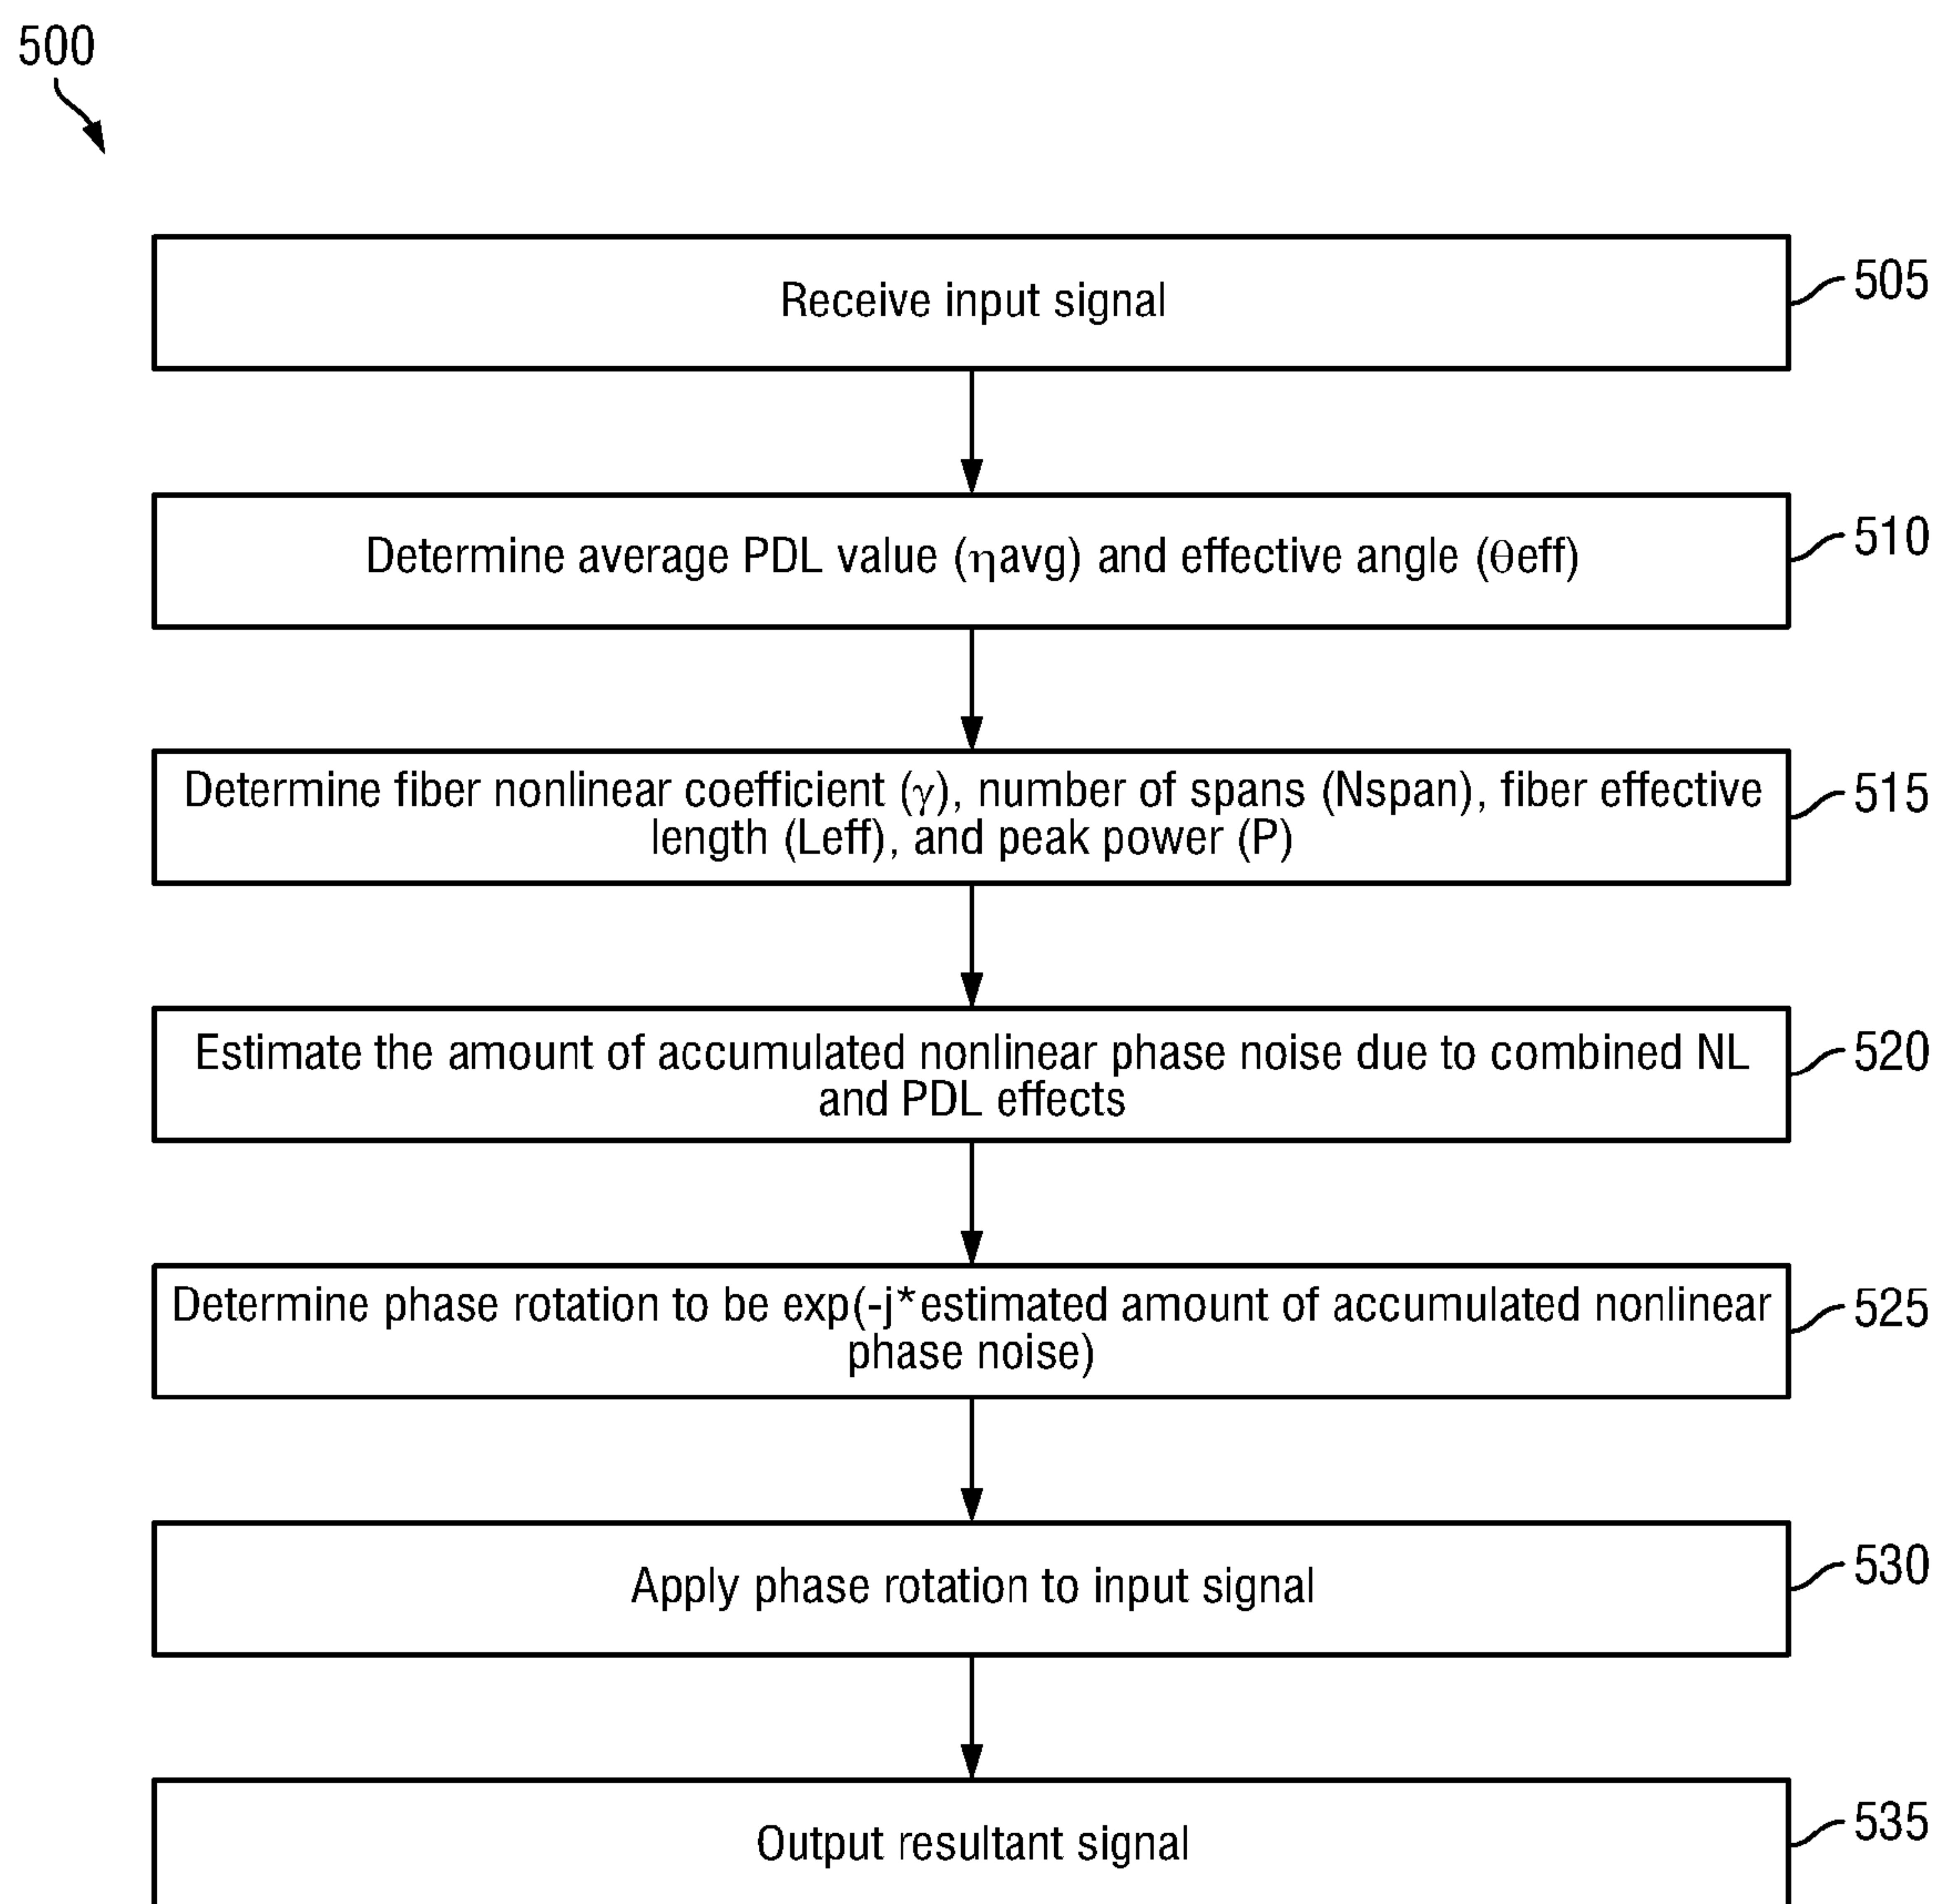 500
Receive input signal
505
Determine average PDL value (ηavg) and effective angle (θeff)
510
Determine fiber nonlinear coefficient (γ), number of spans (Nspan), fiber effective
length (Leff), and peak power (P)
515
Estimate the amount of accumulated nonlinear phase noise due to combined NL
and PDL effects
520
Determine phase rotation to be exp(-j*estimated amount of accumulated nonlinear
phase noise)
525
Apply phase rotation to input signal
530
Output resultant signal
535